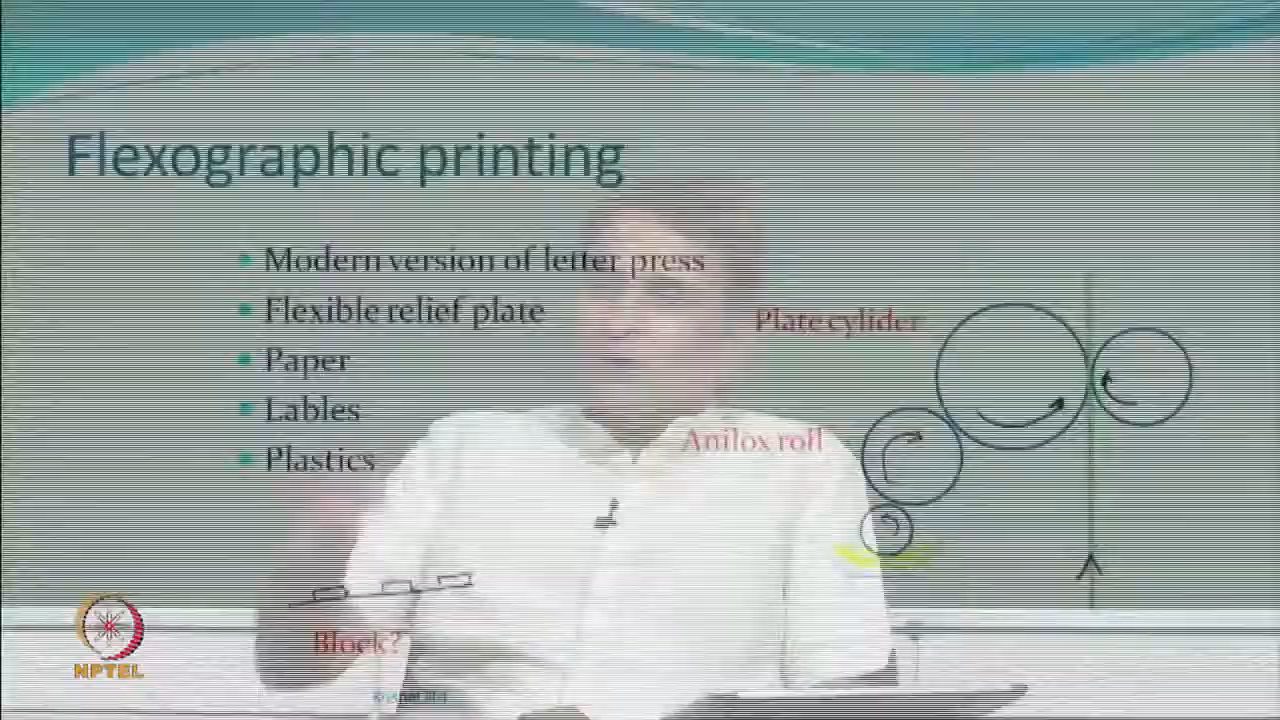 Flexographic printing
Modern version of letter press
Flexible relief plate
Paper
Lables
Plastics
Plate cylider
Anilox roll
Block?
NPTEL